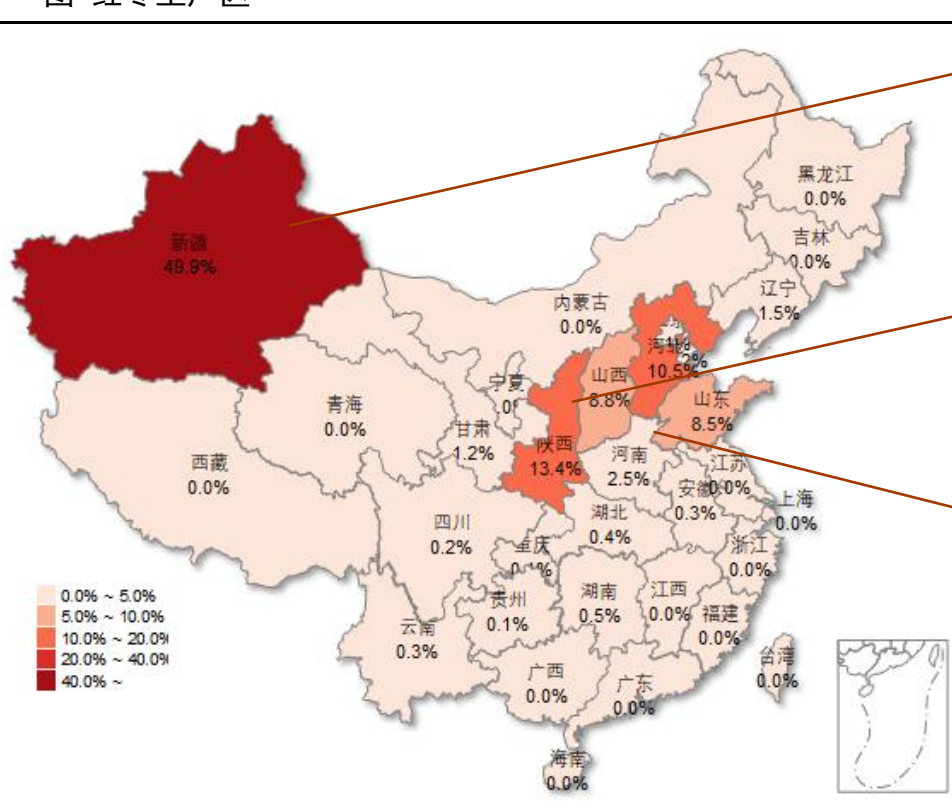 黑龙江
0.0%
吉林
0.0%
新疆
49.9%
辽宁
1.5%
内蒙古
0.0%
河北
10.5%
山西
8.8%
宁夏
山东
8.5%
青海
0.0%
甘肃
1.2%
陕西
13.4%
河南
2.5%
江苏
0.0%
西藏
0.0%
安徽
0.3%
上海
0.0%
四川
0.2%
湖北
0.4%
重庆
0.1%
浙江
0.0%
湖南
0.5%
江西
0.0%
贵州
0.1%
福建
0.0%
云南
0.3%
台湾
0.0%
广西
0.0%
广东
0.0%
海南
0.0%
0.0% ~ 5.0%
5.0% ~ 10.0%
10.0% ~ 20.0%
20.0% ~ 40.0%
40.0% ~